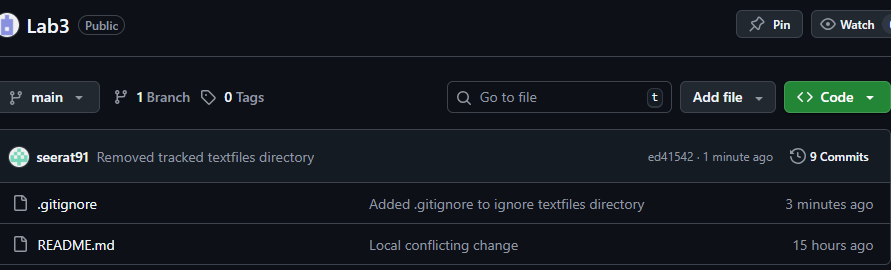 Lab3 Public Pin Watch
main 1 Branch 0 Tags Go to file t Add file Code
seerat91 Removed tracked textfiles directory ed41542 · 1 minute ago 9 Commits
.gitignore Added .gitignore to ignore textfiles directory 3 minutes ago
README.md Local conflicting change 15 hours ago